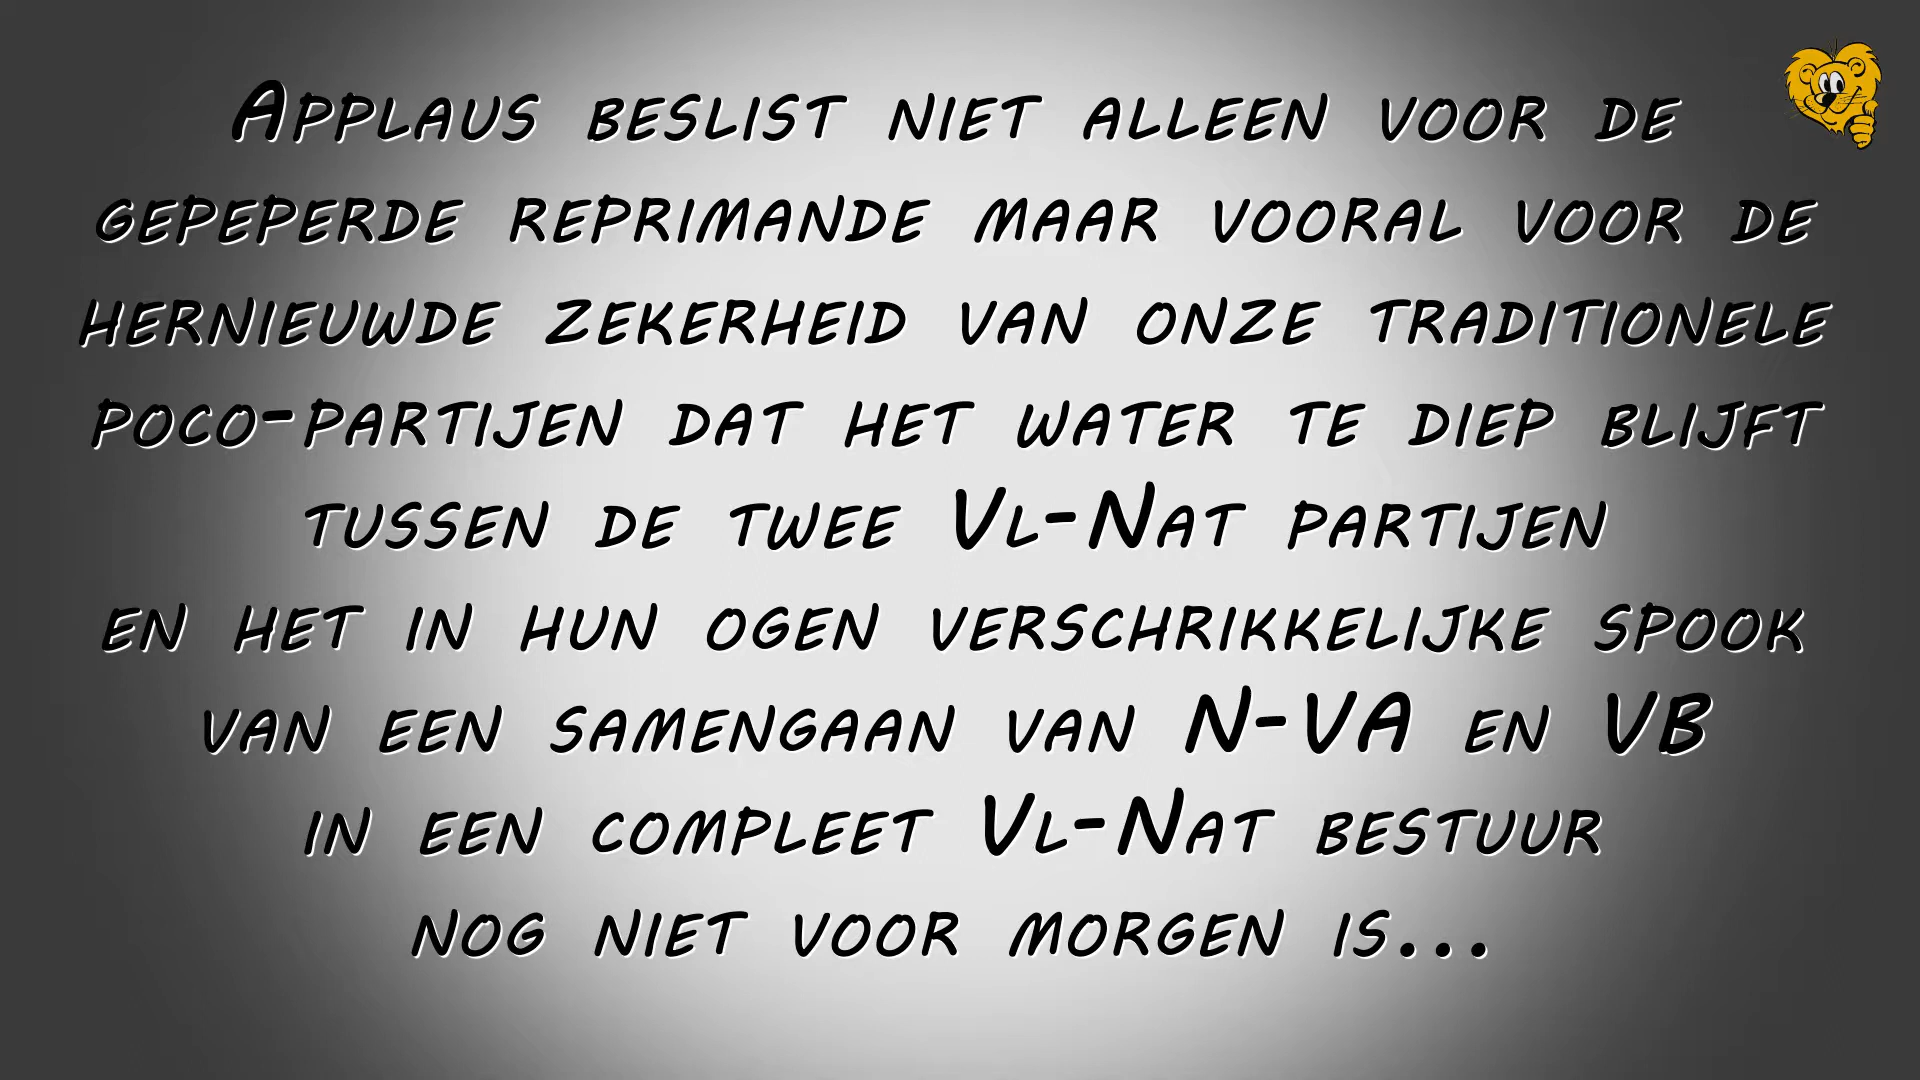 Applaus beslist niet alleen voor de
gepeperde reprimande maar vooral voor de
hernieuwde zekerheid van onze traditionele
poco-partijen dat het water te diep blijft
tussen de twee Vl-Nat partijen
en het in hun ogen verschrikkelijke spook
van een samengaan van N-VA en VB
in een compleet Vl-Nat bestuur
nog niet voor morgen is...